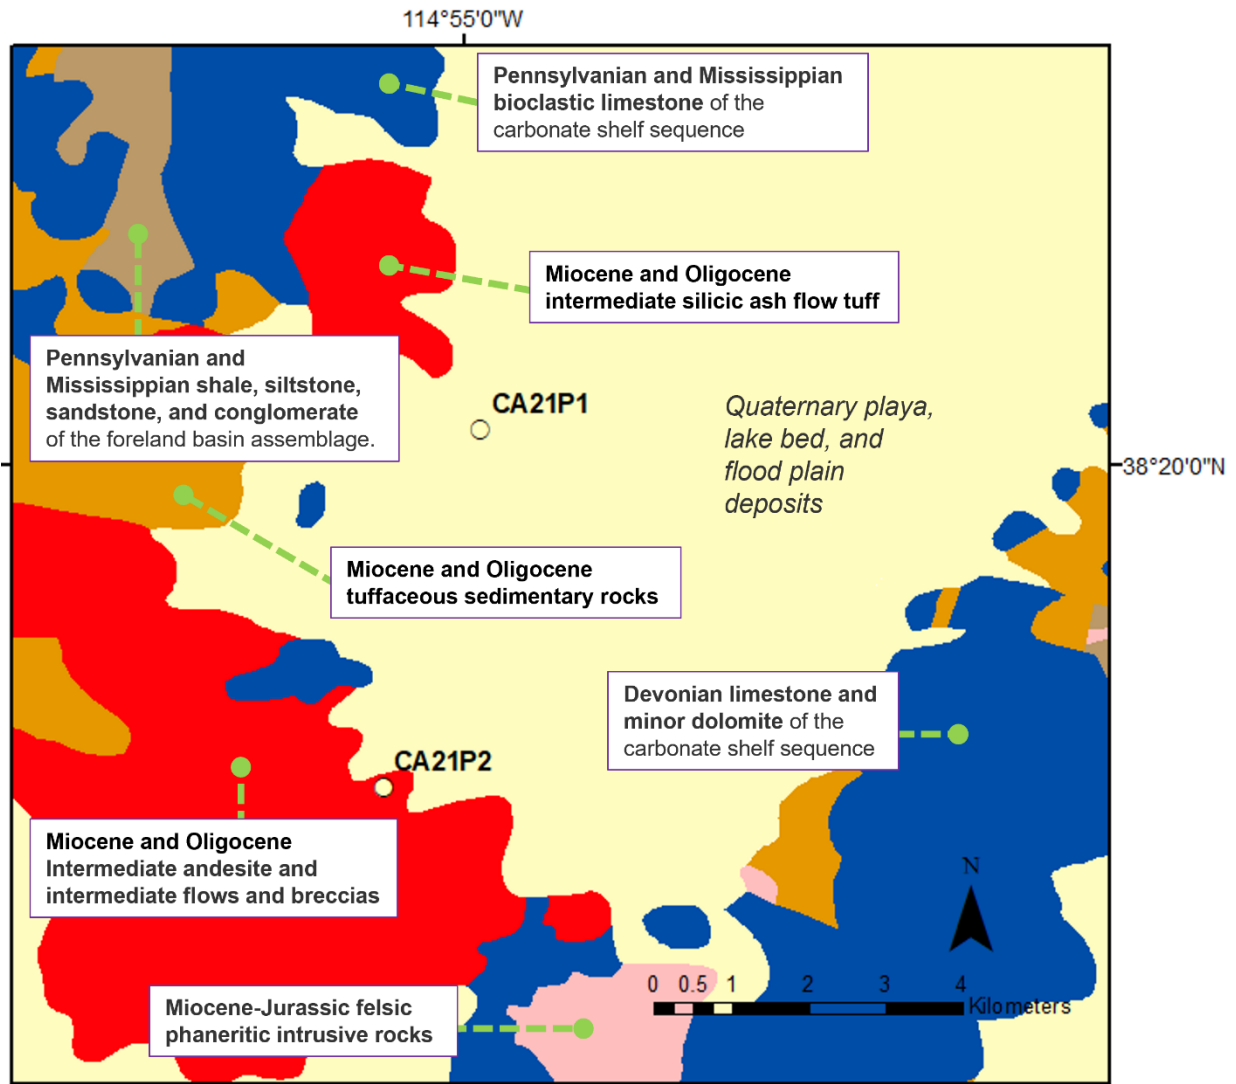 114°55'0"W
Pennsylvanian and Mississippian
bioclastic limestone of the
carbonate shelf sequence
Miocene and Oligocene
intermediate silicic ash flow tuff
Pennsylvanian and
Mississippian shale, siltstone,
sandstone, and conglomerate
of the foreland basin assemblage.
CA21P1
Quaternary playa,
lake bed, and
flood plain
deposits
38°20'0"N
Miocene and Oligocene
tuffaceous sedimentary rocks
Devonian limestone and
minor dolomite of the
carbonate shelf sequence
CA21P2
Miocene and Oligocene
Intermediate andesite and
intermediate flows and breccias
N
0 0.5 1 2 3 4
Kilometers
Miocene-Jurassic felsic
phaneritic intrusive rocks